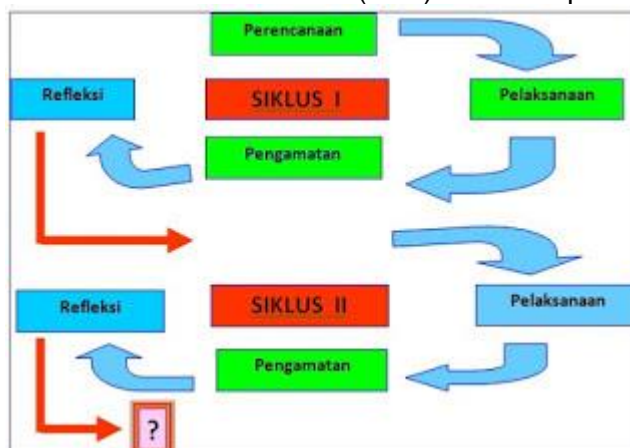 Perencanaan
Refleksi
SIKLUS I
Pelaksanaan
Pengamatan
Refleksi
SIKLUS II
Pelaksanaan
Pengamatan
?